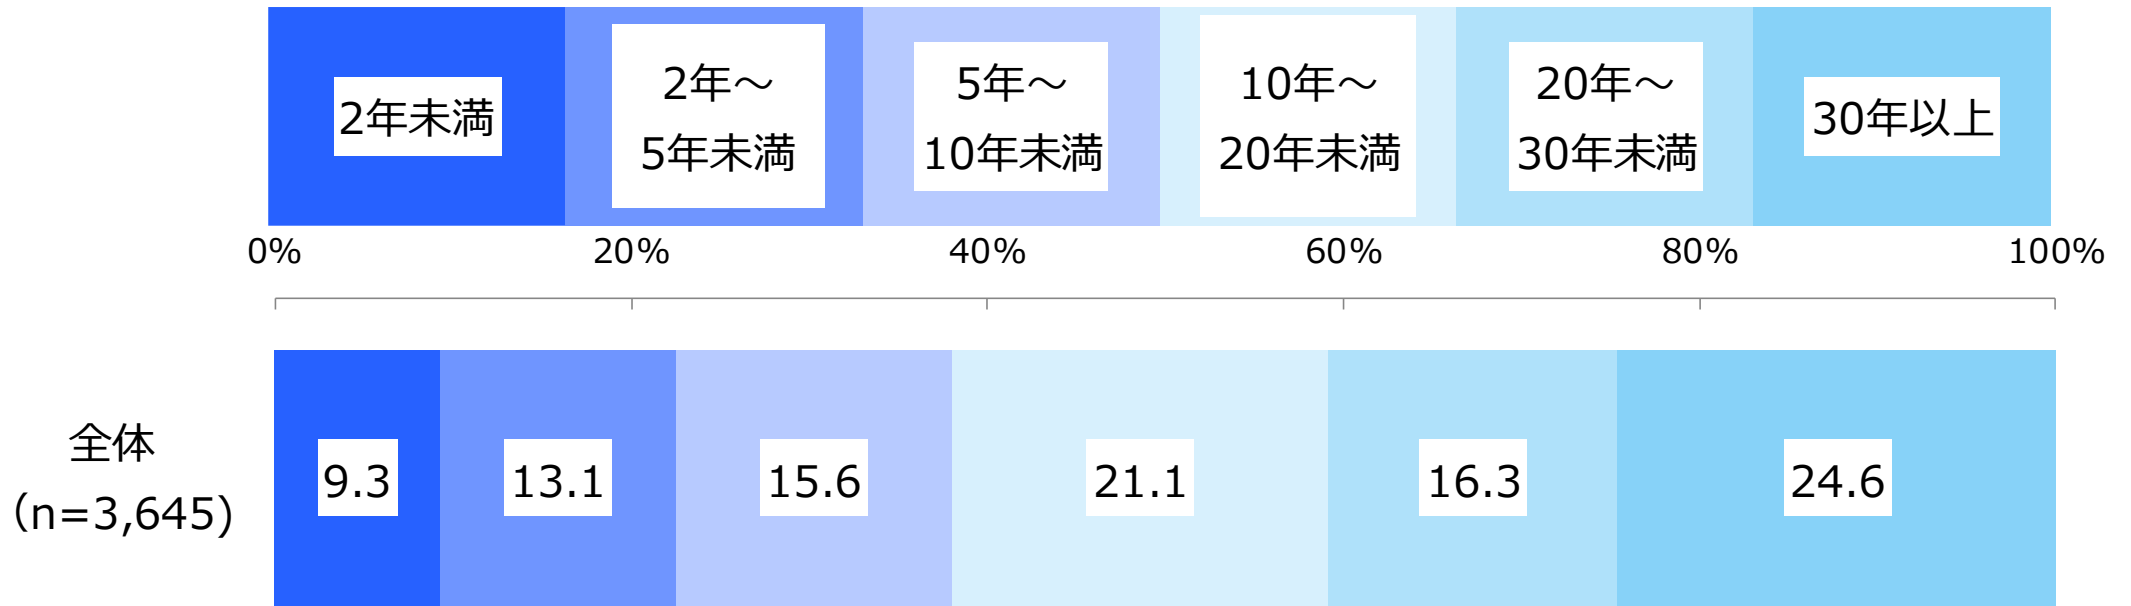 2年未満
2年～
5年未満
5年～
10年未満
10年～
20年未満
20年～
30年未満
30年以上
0%
20%
40%
60%
80%
100%
全体
（n=3,645）
9.3
13.1
15.6
21.1
16.3
24.6